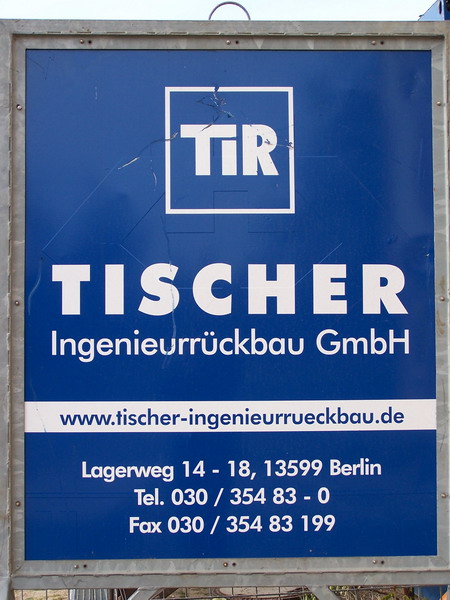 TiR
TISCHER
Ingenieurrückbau GmbH
www.tischer-ingenieurrueckbau.de
Lagerweg 14 - 18, 13599 Berlin
Tel. 030 / 354 83 - 0
Fax 030 / 354 83 199